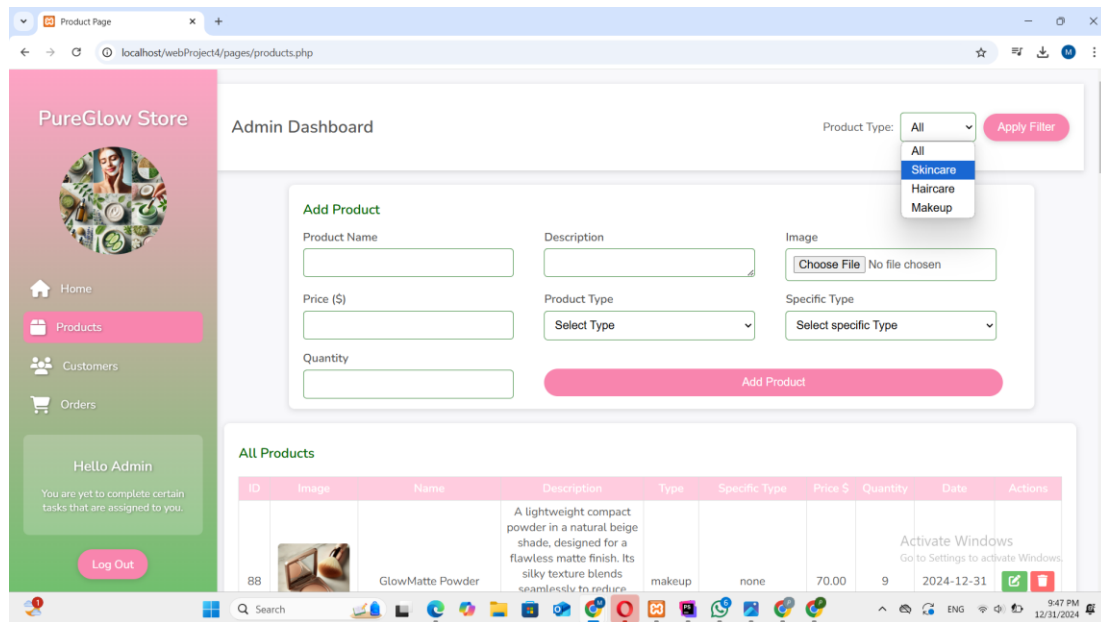 Product Page
localhost/webProject4/pages/products.php
M
PureGlow Store
Home
Products
Customers
Orders
Hello Admin
You are yet to complete certain
tasks that are assigned to you.
Log Out
Admin Dashboard
Product Type: All
Apply Filter
All
Skincare
Haircare
Makeup
Add Product
Product Name Description Image
Choose File No file chosen
Price ($) Product Type Specific Type
Select Type Select specific Type
Quantity
Add Product
All Products
ID Image Name Description Type Specific Type Price $ Quantity Date Actions
A lightweight compact
powder in a natural beige
shade, designed for a
flawless matte finish. Its
silky texture blends
seamlessly to reduce
88 GlowMatte Powder makeup none 70.00 9 2024-12-31
Activate Windows
Go to Settings to activate Windows.
Search
ENG
9:47 PM
12/31/2024